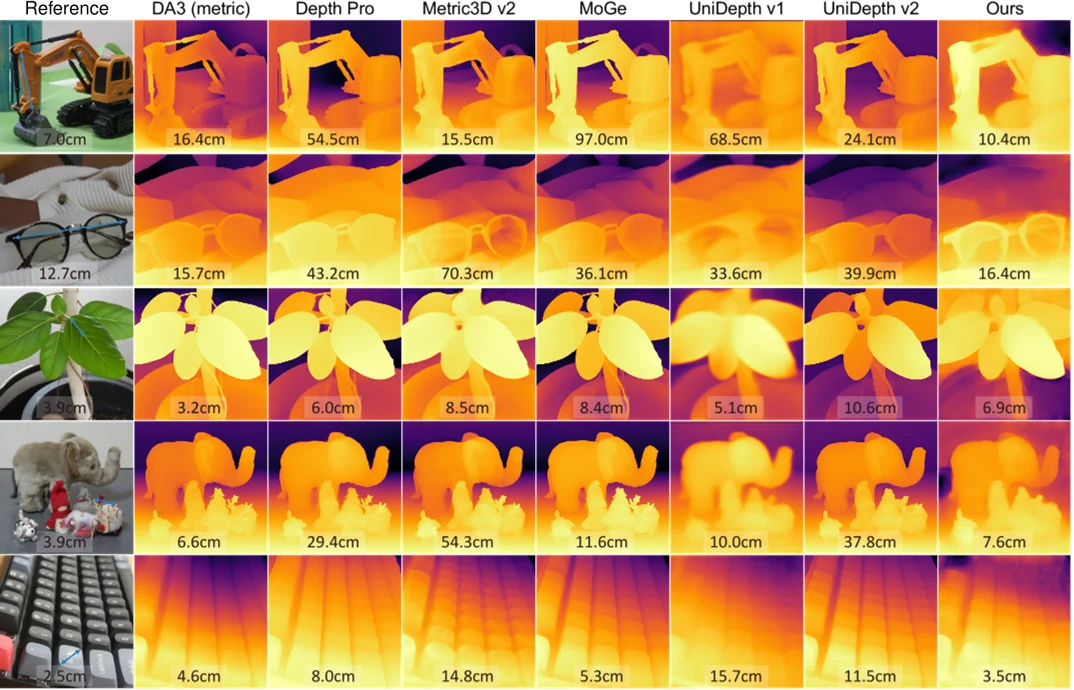 Reference DA3 (metric) Depth Pro Metric3D v2 MoGe UniDepth v1 UniDepth v2 Ours
7.0cm 16.4cm 54.5cm 15.5cm 97.0cm 68.5cm 24.1cm 10.4cm
12.7cm 15.7cm 43.2cm 70.3cm 36.1cm 33.6cm 39.9cm 16.4cm
3.9cm 3.2cm 6.0cm 8.5cm 8.4cm 5.1cm 10.6cm 6.9cm
3.9cm 6.6cm 29.4cm 54.3cm 11.6cm 10.0cm 37.8cm 7.6cm
2.5cm 4.6cm 8.0cm 14.8cm 5.3cm 15.7cm 11.5cm 3.5cm